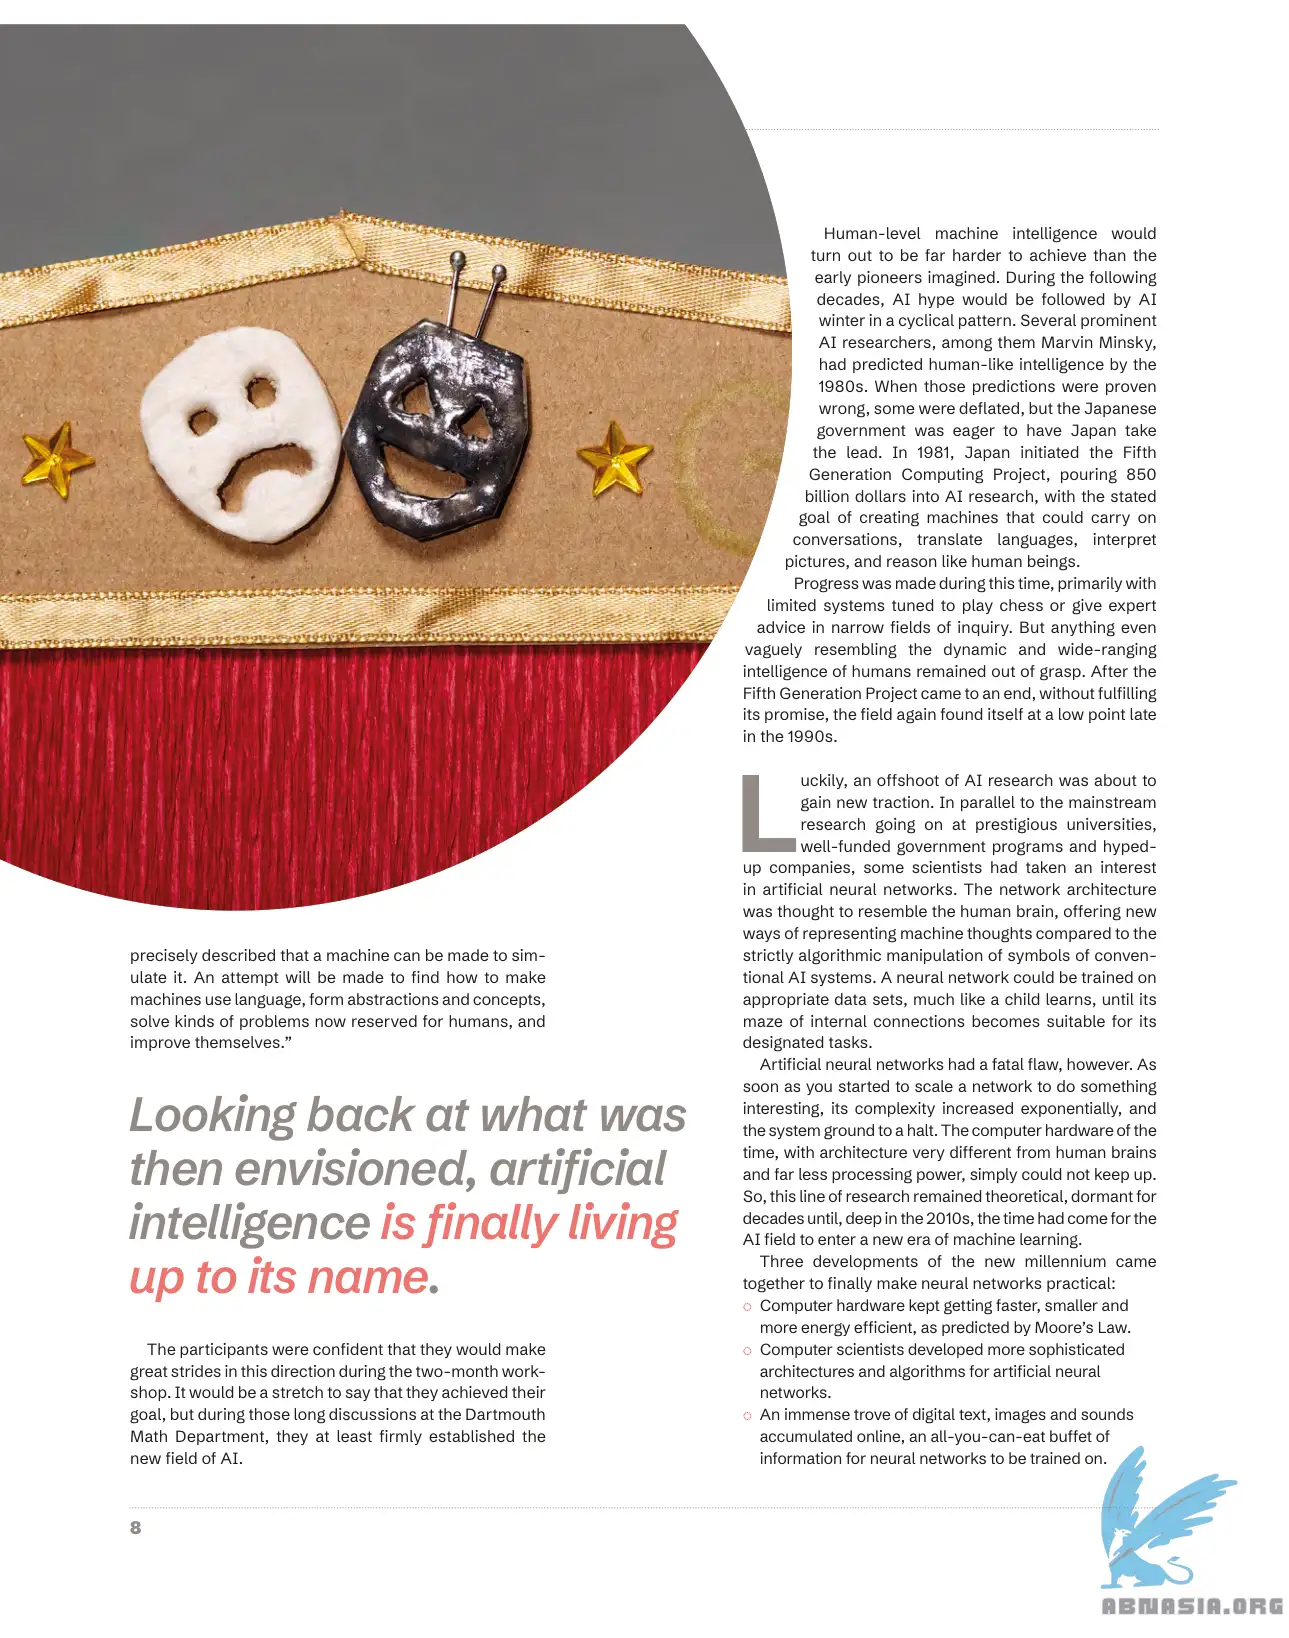 precisely described that a machine can be made to sim-
ulate it. An attempt will be made to find how to make
machines use language, form abstractions and concepts,
solve kinds of problems now reserved for humans, and
improve themselves.”
Looking back at what was
then envisioned, artificial
intelligence is finally living
up to its name.
The participants were confident that they would make
great strides in this direction during the two-month work-
shop. It would be a stretch to say that they achieved their
goal, but during those long discussions at the Dartmouth
Math Department, they at least firmly established the
new field of AI.
Human-level machine intelligence would
turn out to be far harder to achieve than the
early pioneers imagined. During the following
decades, AI hype would be followed by AI
winter in a cyclical pattern. Several prominent
AI researchers, among them Marvin Minsky,
had predicted human-like intelligence by the
1980s. When those predictions were proven
wrong, some were deflated, but the Japanese
government was eager to have Japan take
the lead. In 1981, Japan initiated the Fifth
Generation Computing Project, pouring 850
billion dollars into AI research, with the stated
goal of creating machines that could carry on
conversations, translate languages, interpret
pictures, and reason like human beings.
Progress was made during this time, primarily with
limited systems tuned to play chess or give expert
advice in narrow fields of inquiry. But anything even
vaguely resembling the dynamic and wide-ranging
intelligence of humans remained out of grasp. After the
Fifth Generation Project came to an end, without fulfilling
its promise, the field again found itself at a low point late
in the 1990s.
Luckily, an offshoot of AI research was about to
gain new traction. In parallel to the mainstream
research going on at prestigious universities,
well-funded government programs and hyped-
up companies, some scientists had taken an interest
in artificial neural networks. The network architecture
was thought to resemble the human brain, offering new
ways of representing machine thoughts compared to the
strictly algorithmic manipulation of symbols of conven-
tional AI systems. A neural network could be trained on
appropriate data sets, much like a child learns, until its
maze of internal connections becomes suitable for its
designated tasks.
Artificial neural networks had a fatal flaw, however. As
soon as you started to scale a network to do something
interesting, its complexity increased exponentially, and
the system ground to a halt. The computer hardware of the
time, with architecture very different from human brains
and far less processing power, simply could not keep up.
So, this line of research remained theoretical, dormant for
decades until, deep in the 2010s, the time had come for the
AI field to enter a new era of machine learning.
Three developments of the new millennium came
together to finally make neural networks practical:
Computer hardware kept getting faster, smaller and
more energy efficient, as predicted by Moore’s Law.
Computer scientists developed more sophisticated
architectures and algorithms for artificial neural
networks.
An immense trove of digital text, images and sounds
accumulated online, an all-you-can-eat buffet of
information for neural networks to be trained on.
8
ABNASIA.ORG